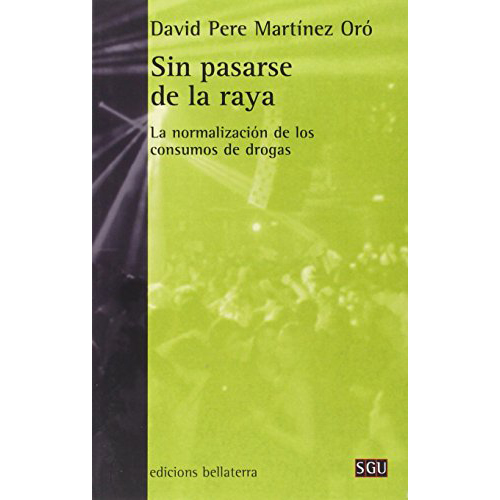 David Pere Martínez Oró
Sin pasarse
de la raya
La normalización de los
consumos de drogas
edicions bellaterra
SGU